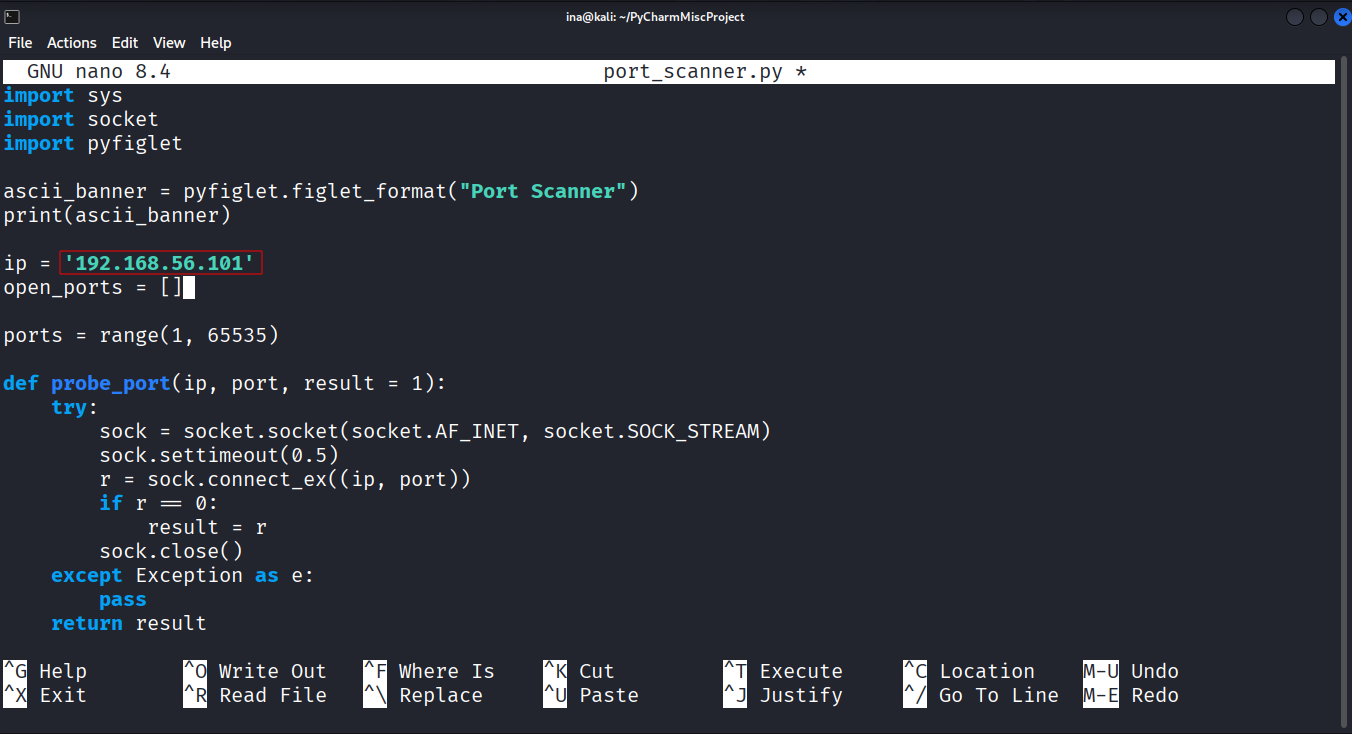 ina@kali: ~/PyCharmMiscProject
File Actions Edit View Help
GNU nano 8.4 port_scanner.py *
import sys
import socket
import pyfiglet
ascii_banner = pyfiglet.figlet_format("Port Scanner")
print(ascii_banner)
ip = '192.168.56.101'
open_ports = []
ports = range(1, 65535)
def probe_port(ip, port, result = 1):
    try:
        sock = socket.socket(socket.AF_INET, socket.SOCK_STREAM)
        sock.settimeout(0.5)
        r = sock.connect_ex((ip, port))
        if r == 0:
            result = r
        sock.close()
    except Exception as e:
        pass
    return result
^G Help ^O Write Out ^F Where Is ^K Cut ^T Execute ^C Location M-U Undo
^X Exit ^R Read File ^\ Replace ^U Paste ^J Justify ^/ Go To Line M-E Redo